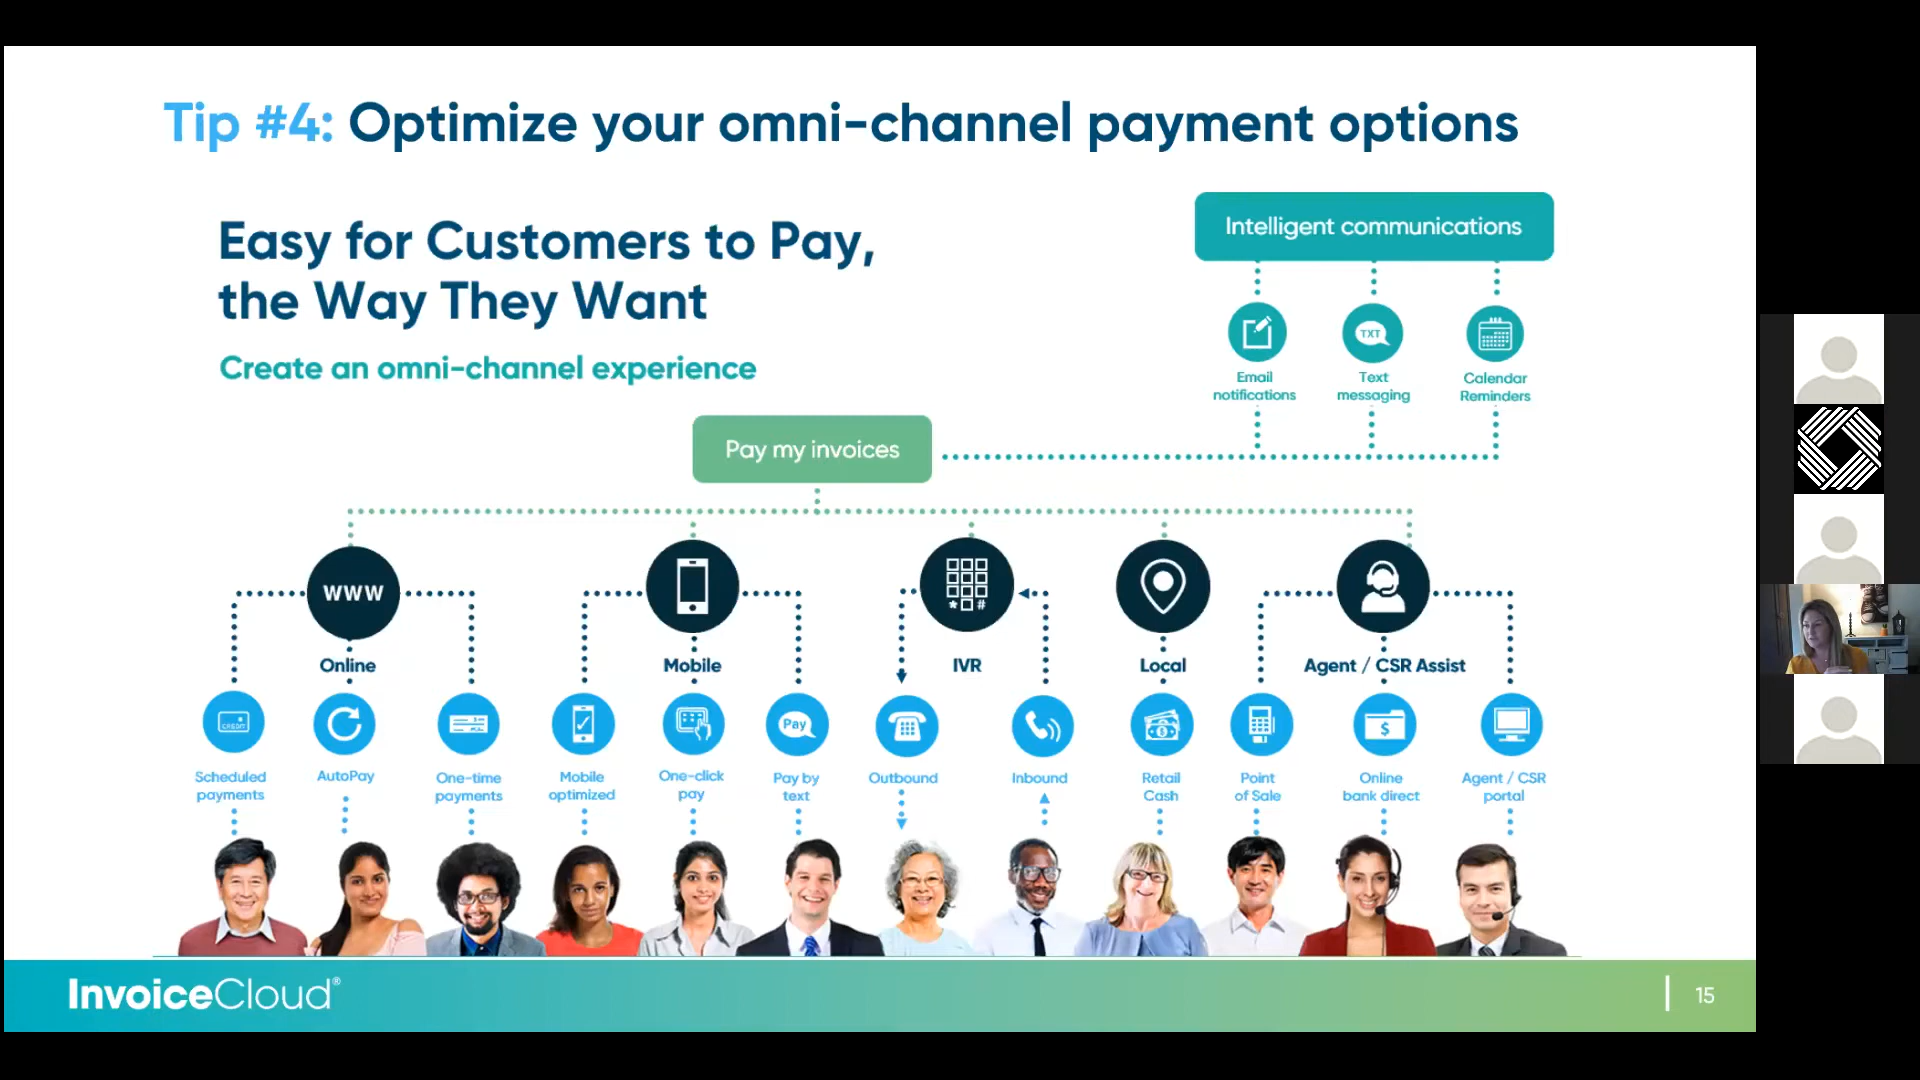 Tip #4: Optimize your omni-channel payment options
Easy for Customers to Pay,
the Way They Want
Create an omni-channel experience
Intelligent communications
TXT
Email
notifications
Text
messaging
Calendar
Reminders
Pay my invoices
www
* #
Online
Mobile
IVR
Local
Agent / CSR Assist
CREDIT
Pay
$
Scheduled
payments
AutoPay
One-time
payments
Mobile
optimized
One-click
pay
Pay by
text
Outbound
Inbound
Retail
Cash
Point
of Sale
Online
bank direct
Agent / CSR
portal
InvoiceCloud®
15